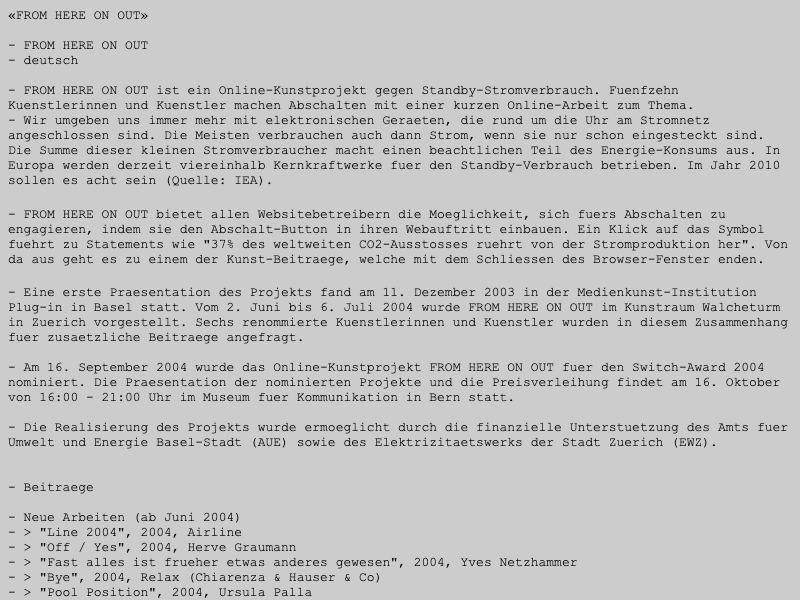 «FROM HERE ON OUT»
- FROM HERE ON OUT
- deutsch
- FROM HERE ON OUT ist ein Online-Kunstprojekt gegen Standby-Stromverbrauch. Fuenfzehn
Kuenstlerinnen und Kuenstler machen Abschalten mit einer kurzen Online-Arbeit zum Thema.
- Wir umgeben uns immer mehr mit elektronischen Geraeten, die rund um die Uhr am Stromnetz
angeschlossen sind. Die Meisten verbrauchen auch dann Strom, wenn sie nur schon eingesteckt sind.
Die Summe dieser kleinen Stromverbraucher macht einen beachtlichen Teil des Energie-Konsums aus. In
Europa werden derzeit viereinhalb Kernkraftwerke fuer den Standby-Verbrauch betrieben. Im Jahr 2010
sollen es acht sein (Quelle: IEA).
- FROM HERE ON OUT bietet allen Websitebetreibern die Moeglichkeit, sich fuers Abschalten zu
engagieren, indem sie den Abschalt-Button in ihren Webauftritt einbauen. Ein Klick auf das Symbol
fuehrt zu Statements wie "37% des weltweiten CO2-Ausstosses ruehrt von der Stromproduktion her". Von
da aus geht es zu einem der Kunst-Beitraege, welche mit dem Schliessen des Browser-Fenster enden.
- Eine erste Praesentation des Projekts fand am 11. Dezember 2003 in der Medienkunst-Institution
Plug-in in Basel statt. Vom 2. Juni bis 6. Juli 2004 wurde FROM HERE ON OUT im Kunstraum Walcheturm
in Zuerich vorgestellt. Sechs renommierte Kuenstlerinnen und Kuenstler wurden in diesem Zusammenhang
fuer zusaetzliche Beitraege angefragt.
- Am 16. September 2004 wurde das Online-Kunstprojekt FROM HERE ON OUT fuer den Switch-Award 2004
nominiert. Die Praesentation der nominierten Projekte und die Preisverleihung findet am 16. Oktober
von 16:00 - 21:00 Uhr im Museum fuer Kommunikation in Bern statt.
- Die Realisierung des Projekts wurde ermoeglicht durch die finanzielle Unterstuetzung des Amts fuer
Umwelt und Energie Basel-Stadt (AUE) sowie des Elektrizitaetswerks der Stadt Zuerich (EWZ).
- Beitraege
- Neue Arbeiten (ab Juni 2004)
- > "Line 2004", 2004, Airline
- > "Off / Yes", 2004, Herve Graumann
- > "Fast alles ist frueher etwas anderes gewesen", 2004, Yves Netzhammer
- > "Bye", 2004, Relax (Chiarenza & Hauser & Co)
- > "Pool Position", 2004, Ursula Palla